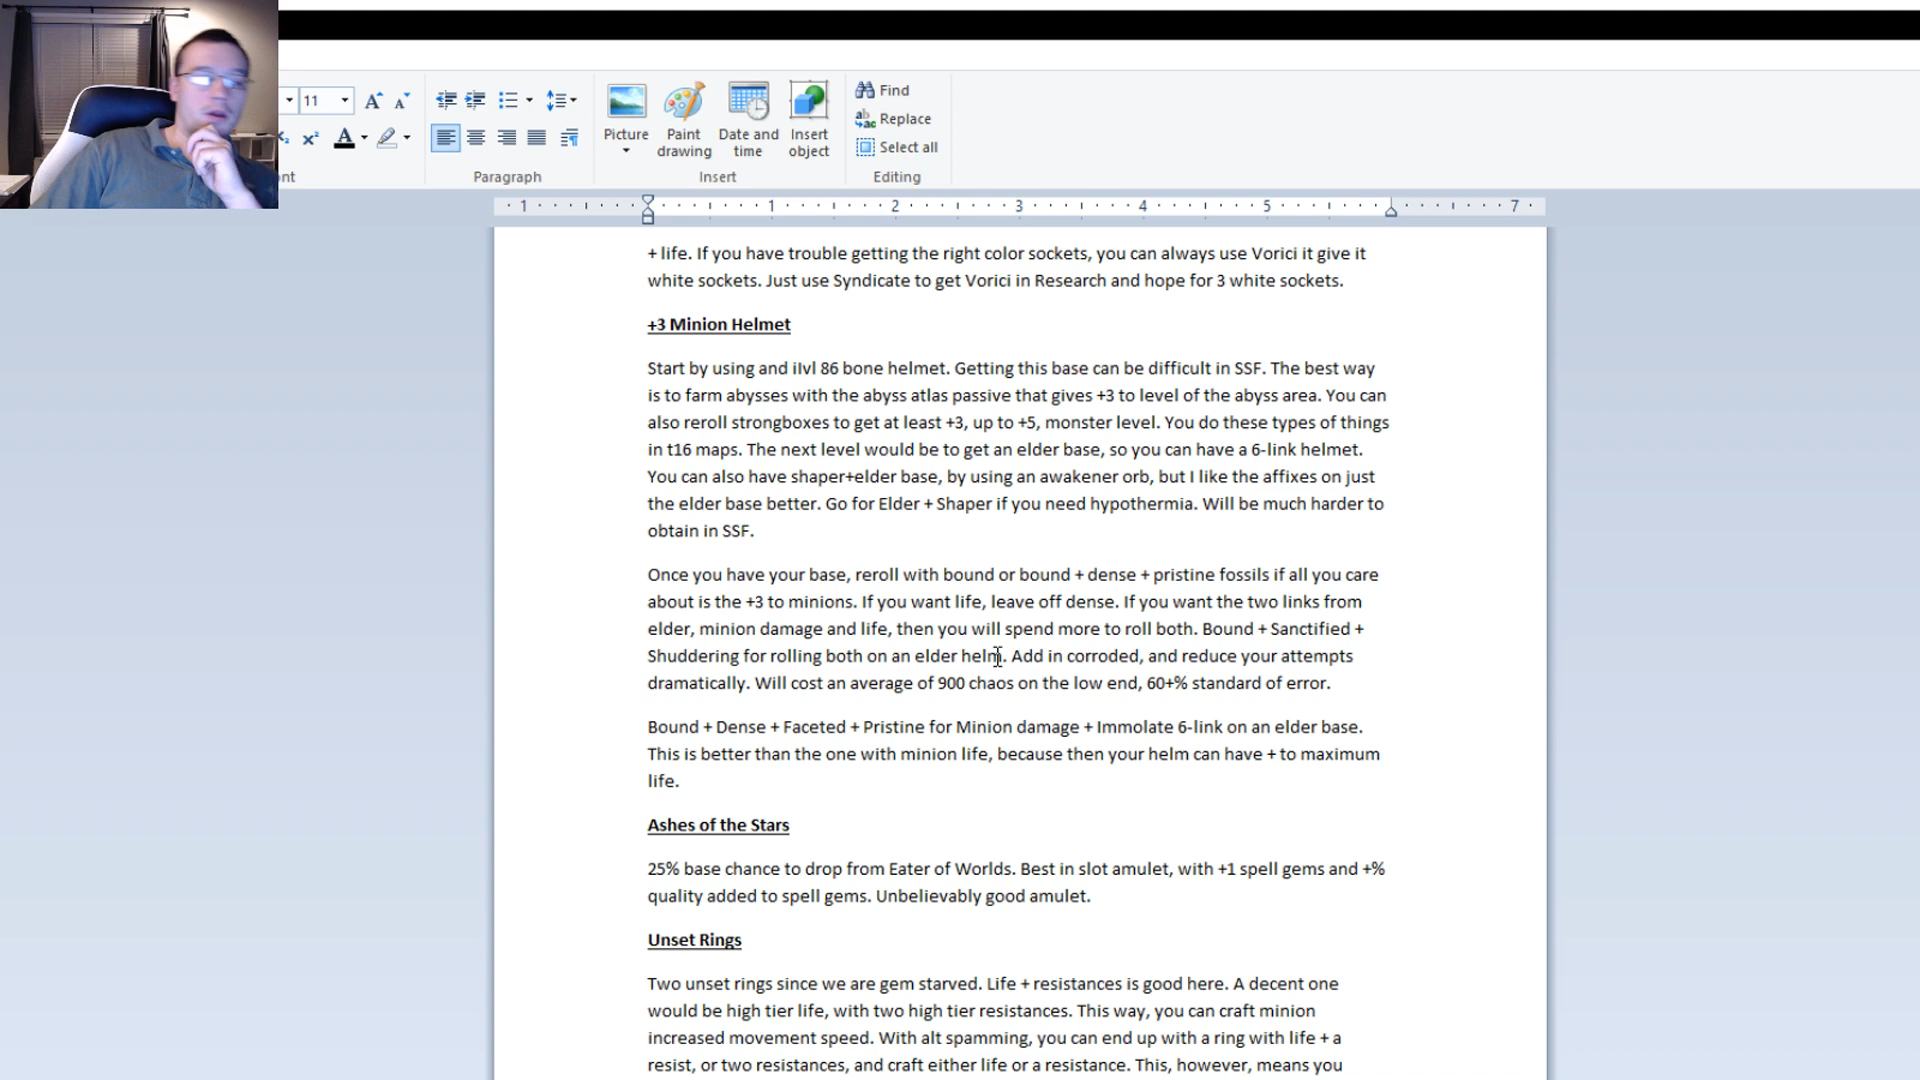 11
Find
Replace
Select all
Picture
Paint drawing
Date and time
Insert object
Paragraph
Insert
Editing
1 1 2 3 4 5 7
+ life. If you have trouble getting the right color sockets, you can always use Vorici it give it
white sockets. Just use Syndicate to get Vorici in Research and hope for 3 white sockets.
+3 Minion Helmet
Start by using and ilvl 86 bone helmet. Getting this base can be difficult in SSF. The best way
is to farm abysses with the abyss atlas passive that gives +3 to level of the abyss area. You can
also reroll strongboxes to get at least +3, up to +5, monster level. You do these types of things
in t16 maps. The next level would be to get an elder base, so you can have a 6-link helmet.
You can also have shaper+elder base, by using an awakener orb, but I like the affixes on just
the elder base better. Go for Elder + Shaper if you need hypothermia. Will be much harder to
obtain in SSF.
Once you have your base, reroll with bound or bound + dense + pristine fossils if all you care
about is the +3 to minions. If you want life, leave off dense. If you want the two links from
elder, minion damage and life, then you will spend more to roll both. Bound + Sanctified +
Shuddering for rolling both on an elder helm. Add in corroded, and reduce your attempts
dramatically. Will cost an average of 900 chaos on the low end, 60+% standard of error.
Bound + Dense + Faceted + Pristine for Minion damage + Immolate 6-link on an elder base.
This is better than the one with minion life, because then your helm can have + to maximum
life.
Ashes of the Stars
25% base chance to drop from Eater of Worlds. Best in slot amulet, with +1 spell gems and +%
quality added to spell gems. Unbelievably good amulet.
Unset Rings
Two unset rings since we are gem starved. Life + resistances is good here. A decent one
would be high tier life, with two high tier resistances. This way, you can craft minion
increased movement speed. With alt spamming, you can end up with a ring with life + a
resist, or two resistances, and craft either life or a resistance. This, however, means you